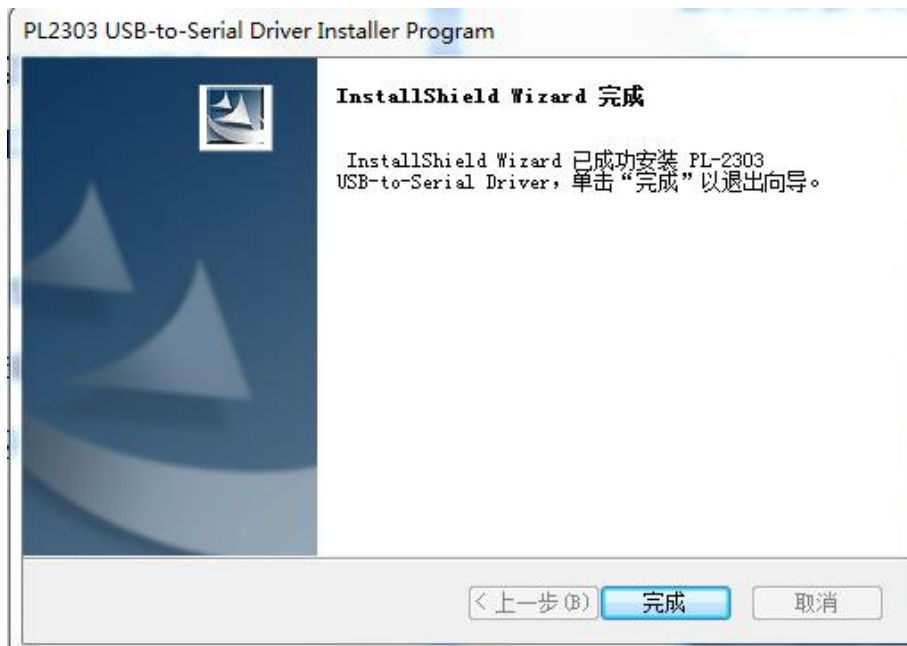 PL2303 USB-to-Serial Driver Installer Program
InstallShield Wizard 完成
InstallShield Wizard 已成功安装 PL-2303
USB-to-Serial Driver，单击“完成”以退出向导。
< 上一步(B) 完成 取消